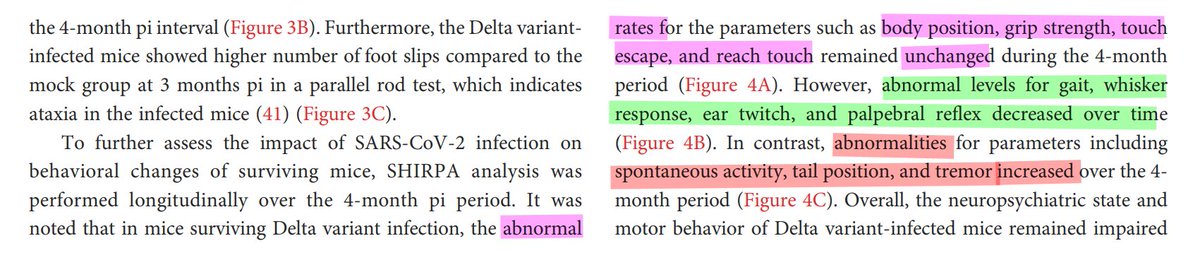 the 4-month pi interval (Figure 3B). Furthermore, the Delta variant-
infected mice showed higher number of foot slips compared to the
mock group at 3 months pi in a parallel rod test, which indicates
ataxia in the infected mice (41) (Figure 3C).
To further assess the impact of SARS-CoV-2 infection on
behavioral changes of surviving mice, SHIRPA analysis was
performed longitudinally over the 4-month pi period. It was
noted that in mice surviving Delta variant infection, the abnormal
rates for the parameters such as body position, grip strength, touch
escape, and reach touch remained unchanged during the 4-month
period (Figure 4A). However, abnormal levels for gait, whisker
response, ear twitch, and palpebral reflex decreased over time
(Figure 4B). In contrast, abnormalities for parameters including
spontaneous activity, tail position, and tremor increased over the 4-
month period (Figure 4C). Overall, the neuropsychiatric state and
motor behavior of Delta variant-infected mice remained impaired